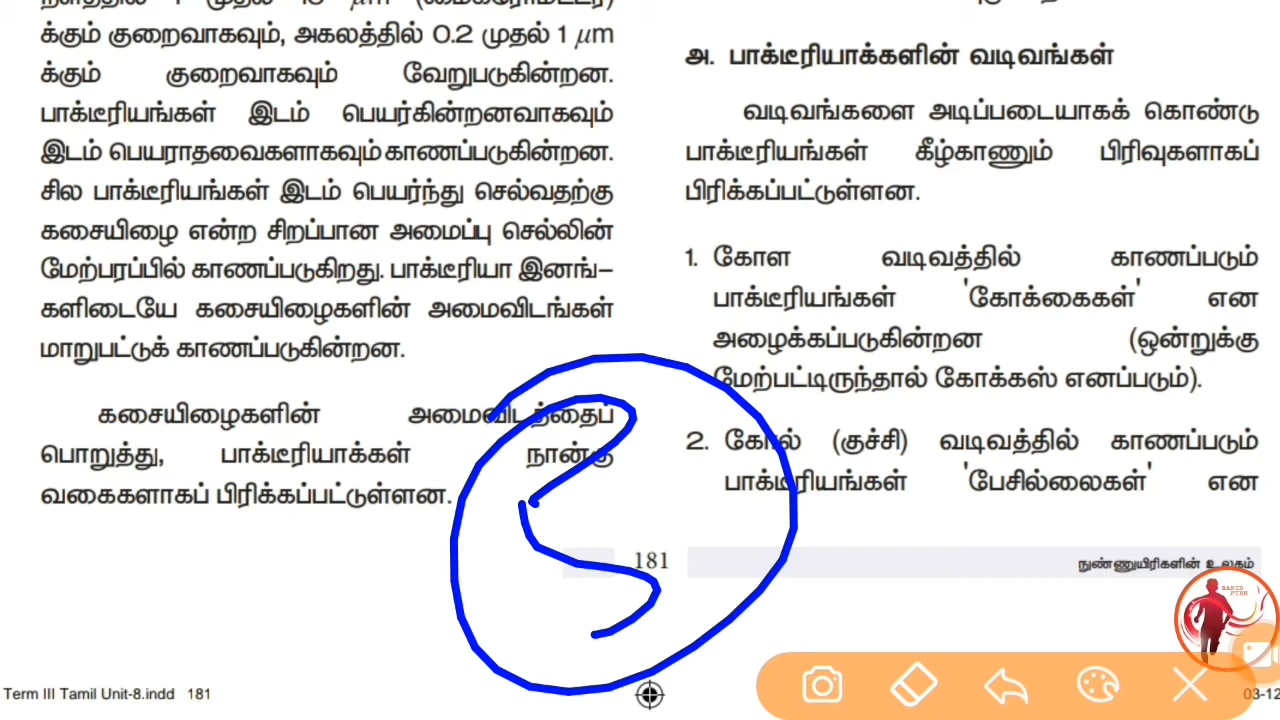 க்கும் குறைவாகவும், அகலத்தில் 0.2 முதல் 1 μm
க்கும் குறைவாகவும் வேறுபடுகின்றன.
பாக்டீரியங்கள் இடம் பெயர்கின்றனவாகவும்
இடம் பெயராதவைகளாகவும் காணப்படுகின்றன.
சில பாக்டீரியங்கள் இடம் பெயர்ந்து செல்வதற்கு
கசையிழை என்ற சிறப்பான அமைப்பு செல்லின்
மேற்பரப்பில் காணப்படுகிறது. பாக்டீரியா இனங்-
களிடையே கசையிழைகளின் அமைவிடங்கள்
மாறுபட்டுக் காணப்படுகின்றன.
கசையிழைகளின் அமைவிடத்தைப்
பொறுத்து, பாக்டீரியாக்கள் நான்கு
வகைகளாகப் பிரிக்கப்பட்டுள்ளன.
அ. பாக்டீரியாக்களின் வடிவங்கள்
வடிவங்களை அடிப்படையாகக் கொண்டு
பாக்டீரியங்கள் கீழ்காணும் பிரிவுகளாகப்
பிரிக்கப்பட்டுள்ளன.
1. கோள வடிவத்தில் காணப்படும்
பாக்டீரியங்கள் 'கோக்கைகள்' என
அழைக்கப்படுகின்றன (ஒன்றுக்கு
மேற்பட்டிருந்தால் கோக்கஸ் எனப்படும்).
2. கோல் (குச்சி) வடிவத்தில் காணப்படும்
பாக்டீரியங்கள் 'பேசில்லைகள்' என
181
நுண்ணுயிரிகளின் உலகம்
RAPID
Term III Tamil Unit-8.indd 181
03-12